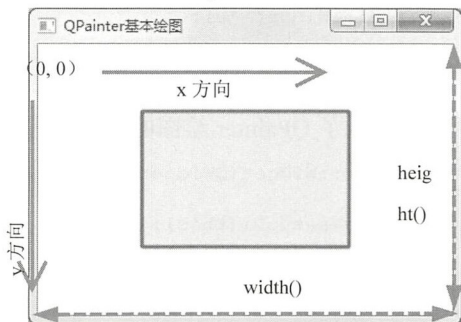 QPainter基本绘图
(0, 0)
x 方向
heig
ht()
y 方向
width()